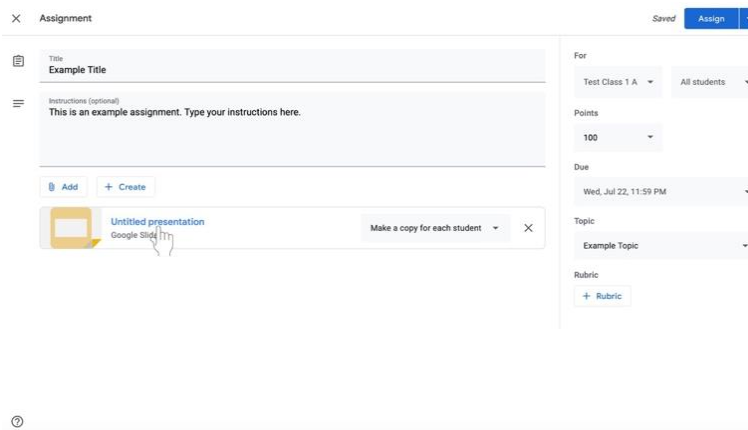 Assignment
Saved
Assign
Title
Example Title
Instructions (optional)
This is an example assignment. Type your instructions here.
Add
+ Create
Untitled presentation
Google Slides
Make a copy for each student
For
Test Class 1 A
All students
Points
100
Due
Wed, Jul 22, 11:59 PM
Topic
Example Topic
Rubric
+ Rubric